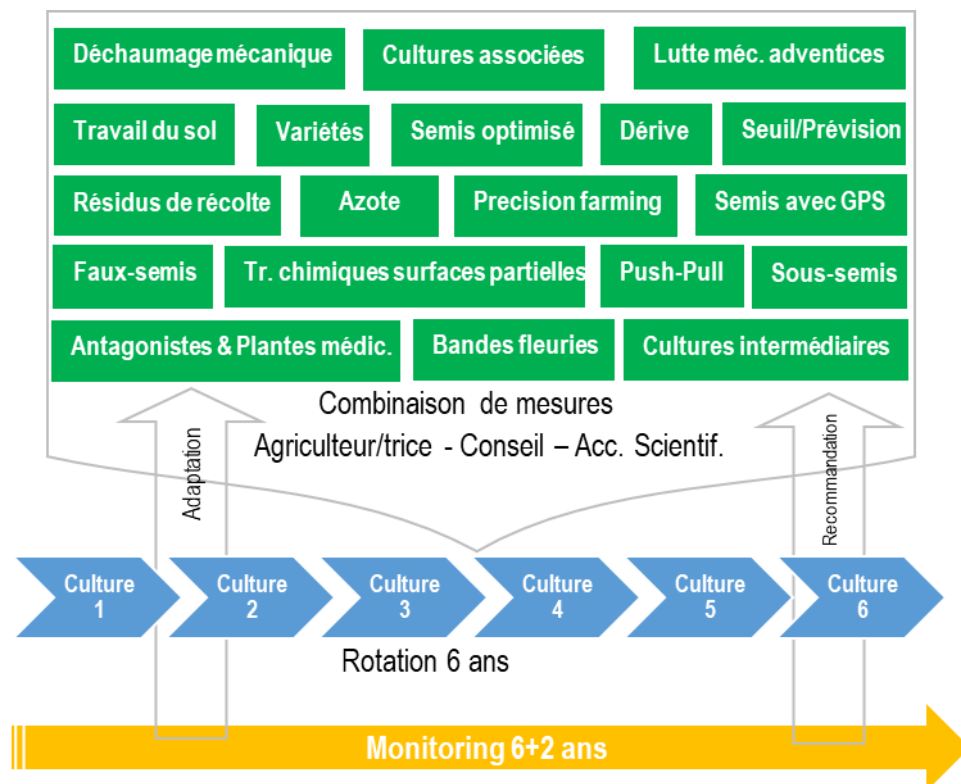 Déchaumage mécanique
Cultures associées
Lutte méc. adventices
Travail du sol
Variétés
Semis optimisé
Dérive
Seuil/Prévision
Résidus de récolte
Azote
Precision farming
Semis avec GPS
Faux-semis
Tr. chimiques surfaces partielles
Push-Pull
Sous-semis
Antagonistes & Plantes médic.
Bandes fleuries
Cultures intermédiaires
Combinaison de mesures
Agriculteur/trice - Conseil – Acc. Scientif.
Adaptation
Recommandation
Culture
1
Culture
2
Culture
3
Culture
4
Culture
5
Culture
6
Rotation 6 ans
Monitoring 6+2 ans